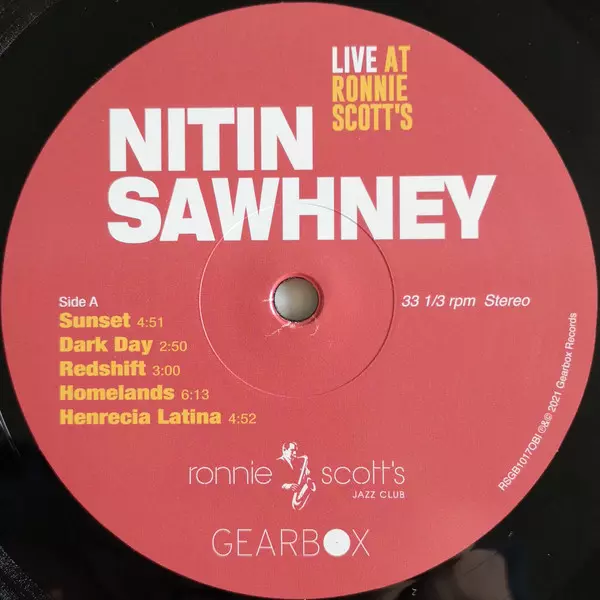 LIVE AT
RONNIE
SCOTT'S
NITIN
SAWHNEY
Side A
Sunset 4:51
Dark Day 2:50
Redshift 3:00
Homelands 6:13
Henrecia Latina 4:52
33 1/3 rpm Stereo
ronnie scott's
JAZZ CLUB
GEARBOX
RSGB1017OBI ℗&© 2021 Gearbox Records